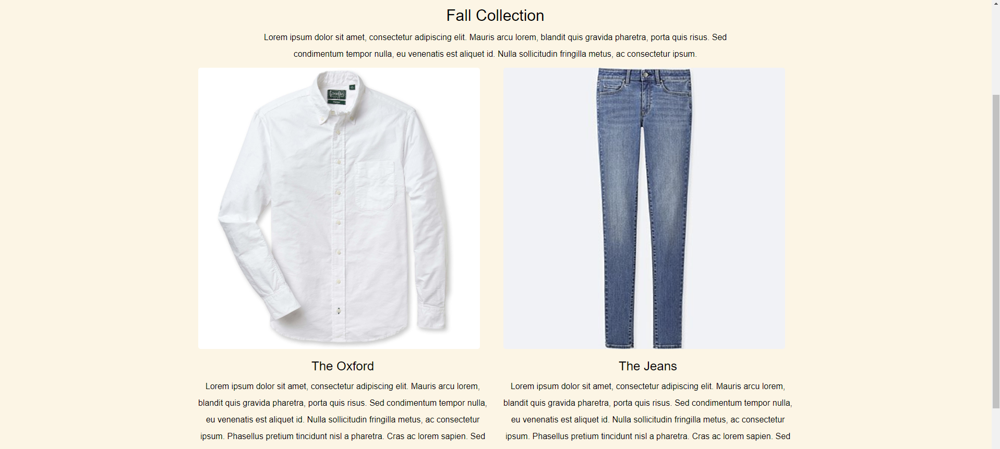 Fall Collection
Lorem ipsum dolor sit amet, consectetur adipiscing elit. Mauris arcu lorem, blandit quis gravida pharetra, porta quis risus. Sed
condimentum tempor nulla, eu venenatis est aliquet id. Nulla sollicitudin fringilla metus, ac consectetur ipsum.
The Oxford
Lorem ipsum dolor sit amet, consectetur adipiscing elit. Mauris arcu lorem,
blandit quis gravida pharetra, porta quis risus. Sed condimentum tempor nulla,
eu venenatis est aliquet id. Nulla sollicitudin fringilla metus, ac consectetur
ipsum. Phasellus pretium tincidunt nisl a pharetra. Cras ac lorem sapien. Sed
The Jeans
Lorem ipsum dolor sit amet, consectetur adipiscing elit. Mauris arcu lorem,
blandit quis gravida pharetra, porta quis risus. Sed condimentum tempor nulla,
eu venenatis est aliquet id. Nulla sollicitudin fringilla metus, ac consectetur
ipsum. Phasellus pretium tincidunt nisl a pharetra. Cras ac lorem sapien. Sed